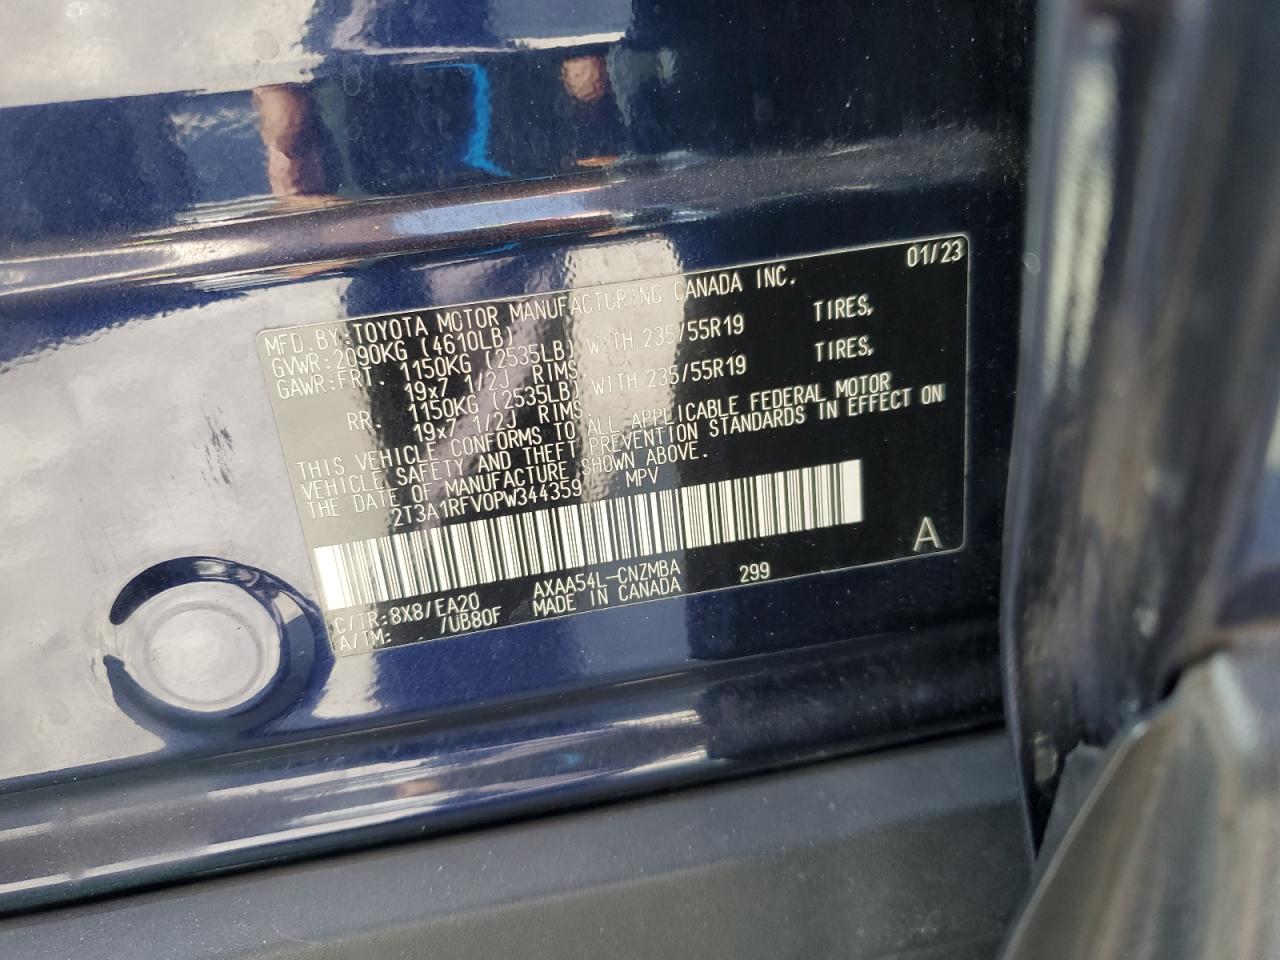 01/23
MFD.BY:TOYOTA MOTOR MANUFACTURING CANADA INC.
GVWR:2090KG (4610LB)
GAWR:FRT. 1150KG (2535LB) WITH 235/55R19 TIRES,
19x7 1/2J RIMS.
RR. 1150KG (2535LB) WITH 235/55R19 TIRES,
19x7 1/2J RIMS.
THIS VEHICLE CONFORMS TO ALL APPLICABLE FEDERAL MOTOR
VEHICLE SAFETY AND THEFT PREVENTION STANDARDS IN EFFECT ON
THE DATE OF MANUFACTURE SHOWN ABOVE.
2T3A1RFV0PW344359 MPV
C/TR:8X8/EA20 AXAA54L-CNZMBA 299
A/TM: /UB80F MADE IN CANADA
A